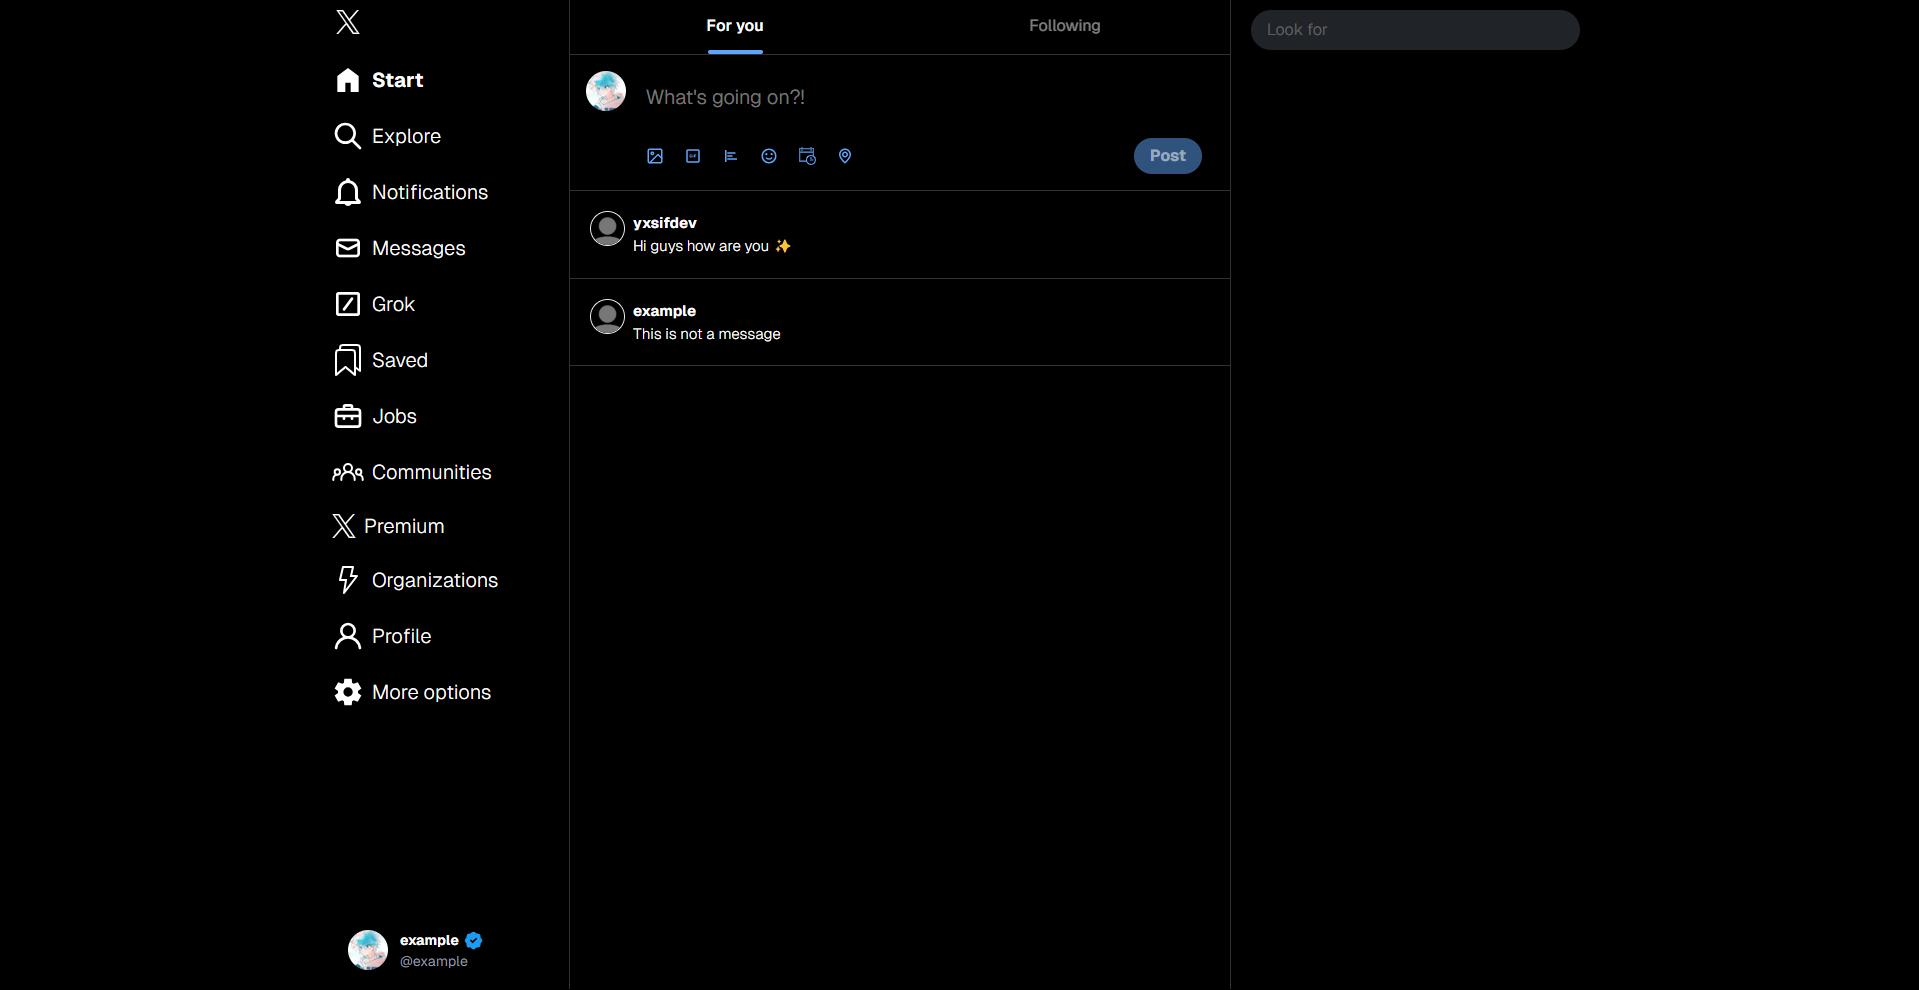 Start
Explore
Notifications
Messages
Grok
Saved
Jobs
Communities
Premium
Organizations
Profile
More options
example
@example
For you
Following
What's going on?!
Post
yxsifdev
Hi guys how are you ✨
example
This is not a message
Look for